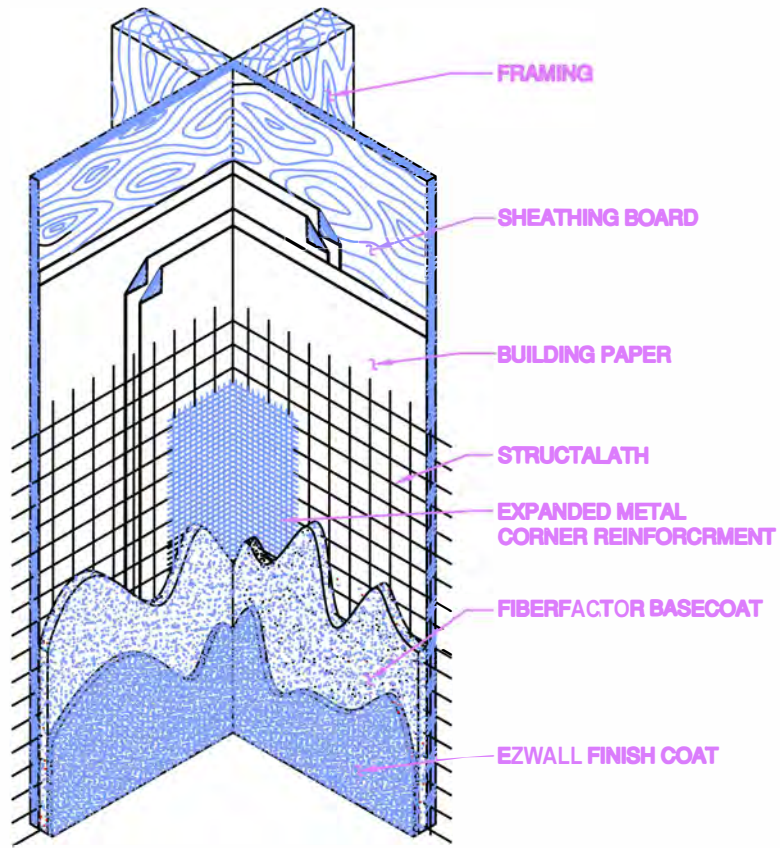 FRAMING
SHEATHING BOARD
BUILDING PAPER
STRUCTALATH
EXPANDED METAL
CORNER REINFORCRMENT
FIBERFACTOR BASECOAT
EZWALL FINISH COAT